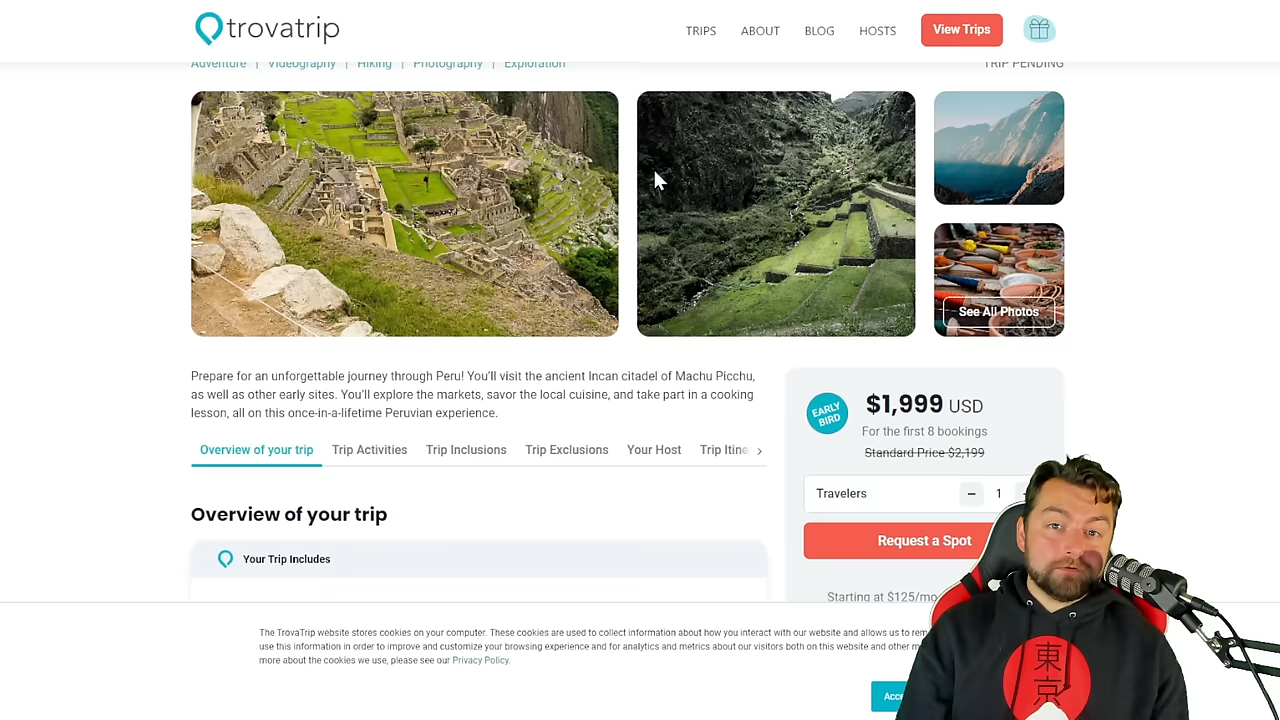 trovatrip
TRIPS ABOUT BLOG HOSTS View Trips
Adventure | Videography | Hiking | Photography | Exploration
TRIP PENDING
See All Photos
Prepare for an unforgettable journey through Peru! You'll visit the ancient Incan citadel of Machu Picchu,
as well as other early sites. You'll explore the markets, savor the local cuisine, and take part in a cooking
lesson, all on this once-in-a-lifetime Peruvian experience.
Overview of your trip Trip Activities Trip Inclusions Trip Exclusions Your Host Trip Itine
Overview of your trip
Your Trip Includes
EARLY
BIRD
$1,999 USD
For the first 8 bookings
Standard Price $2,199
Travelers − 1
Request a Spot
Starting at $125/mo
The TrovaTrip website stores cookies on your computer. These cookies are used to collect information about how you interact with our website and allows us to rem
use this information in order to improve and customize your browsing experience and for analytics and metrics about our visitors both on this website and other m
more about the cookies we use, please see our Privacy Policy.
Acce
東
京